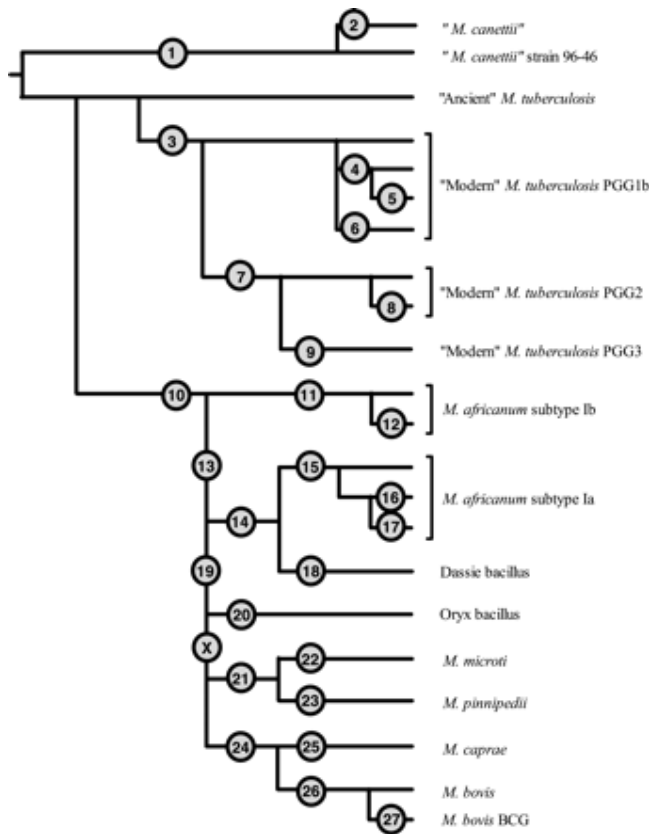 2
" M. canettii"
1
" M. canettii" strain 96-46
"Ancient" M. tuberculosis
3
4
"Modern" M. tuberculosis PGG1b
5
6
7
"Modern" M. tuberculosis PGG2
8
9
"Modern" M. tuberculosis PGG3
10
11
M. africanum subtype Ib
12
13
15
M. africanum subtype Ia
16
14
17
19
18
Dassie bacillus
20
Oryx bacillus
X
22
M. microti
21
23
M. pinnipedii
24
25
M. caprae
26
M. bovis
27
M. bovis BCG